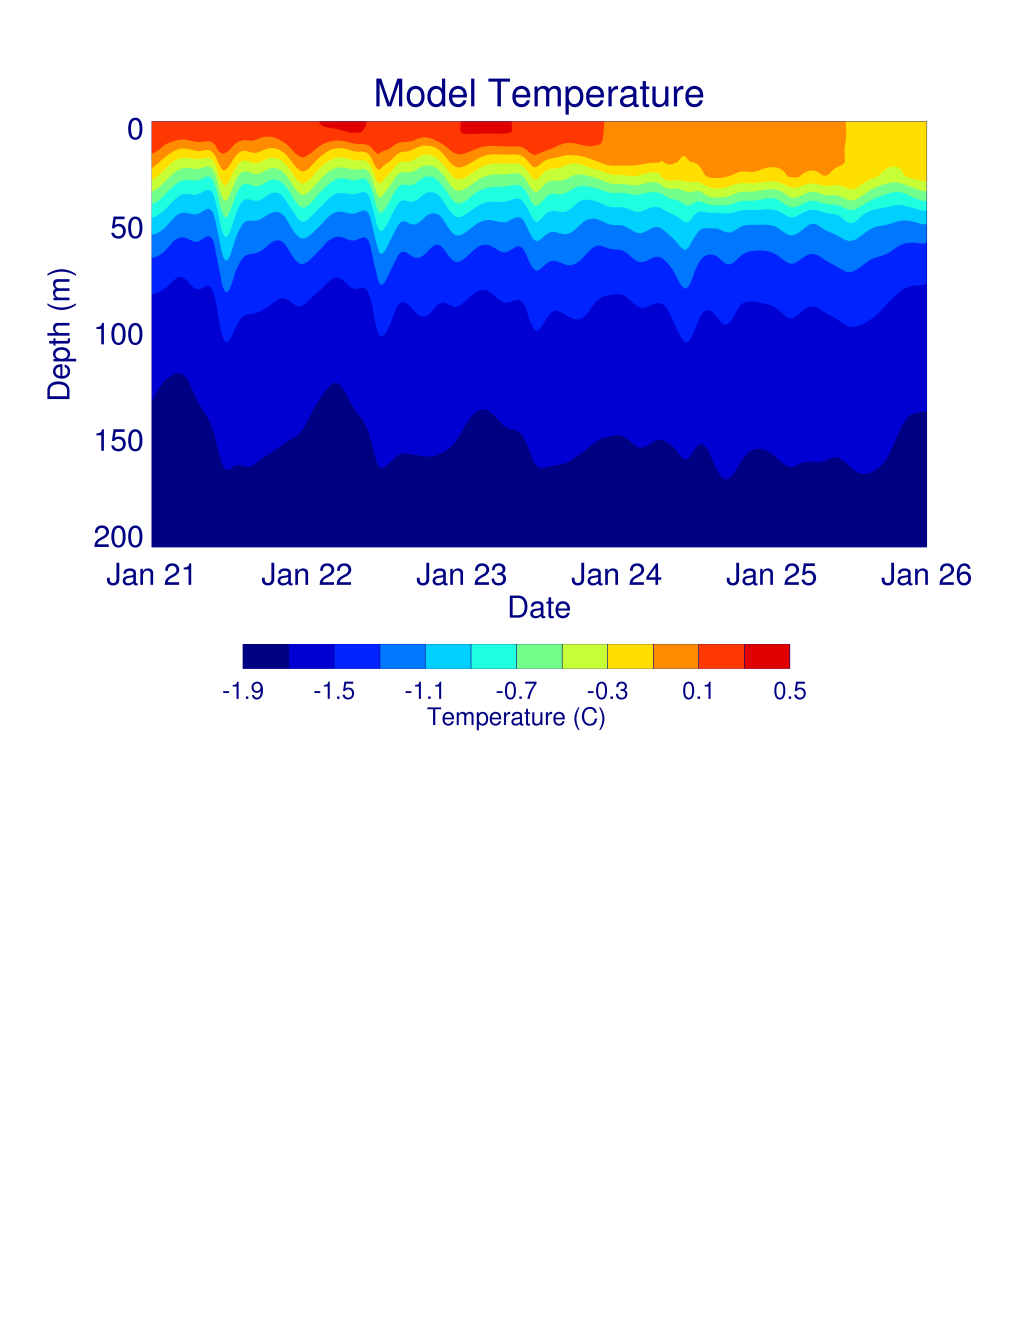 Model Temperature
0
50
100
150
200
Depth (m)
Jan 21 Jan 22 Jan 23 Jan 24 Jan 25 Jan 26
Date
-1.9 -1.5 -1.1 -0.7 -0.3 0.1 0.5
Temperature (C)